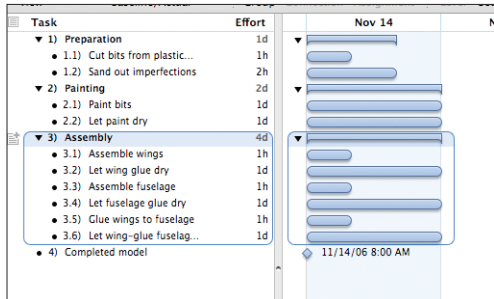 Task Effort Nov 14
1) Preparation 1d
1.1) Cut bits from plastic... 1h
1.2) Sand out imperfections 2h
2) Painting 2d
2.1) Paint bits 1d
2.2) Let paint dry 1d
3) Assembly 4d
3.1) Assemble wings 1h
3.2) Let wing glue dry 1d
3.3) Assemble fuselage 1h
3.4) Let fuselage glue dry 1d
3.5) Glue wings to fuselage 1h
3.6) Let wing-glue fuselag... 1d
4) Completed model 11/14/06 8:00 AM